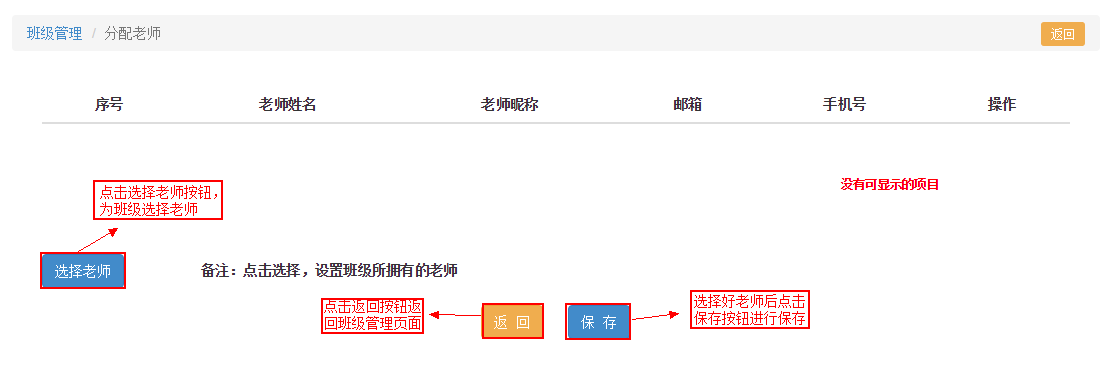 班级管理 / 分配老师 返回
序号 老师姓名 老师昵称 邮箱 手机号 操作
没有可显示的项目
点击选择老师按钮，
为班级选择老师
选择老师 备注：点击选择，设置班级所拥有的老师
点击返回按钮返
回班级管理页面
返 回
保 存
选择好老师后点击
保存按钮进行保存